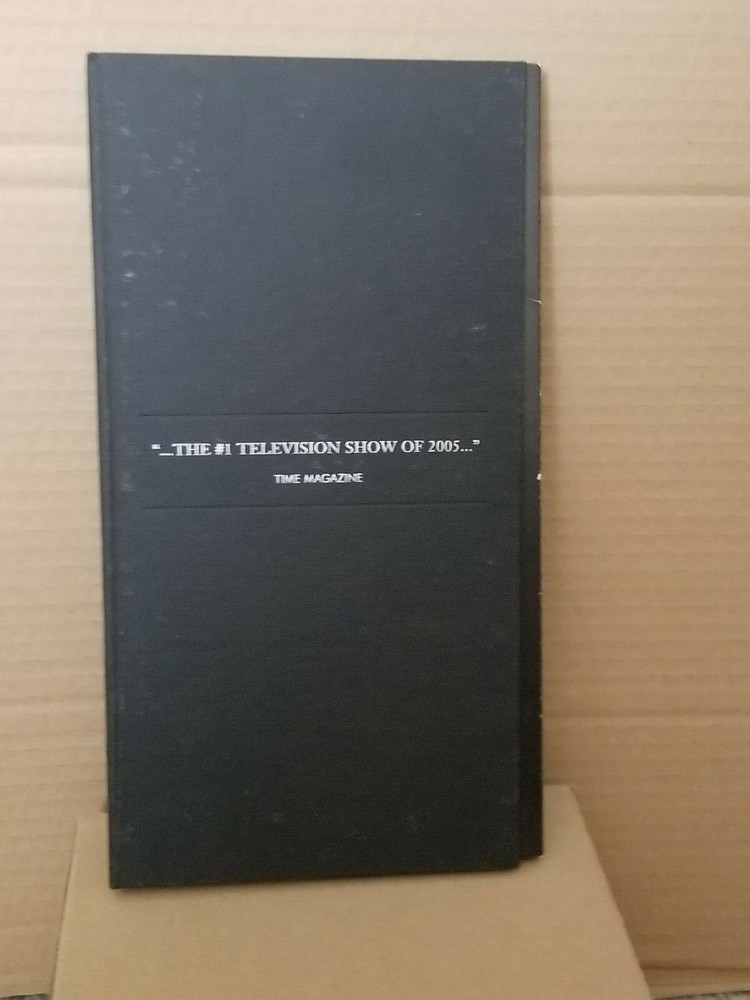 “...THE #1 TELEVISION SHOW OF 2005...”
TIME MAGAZINE